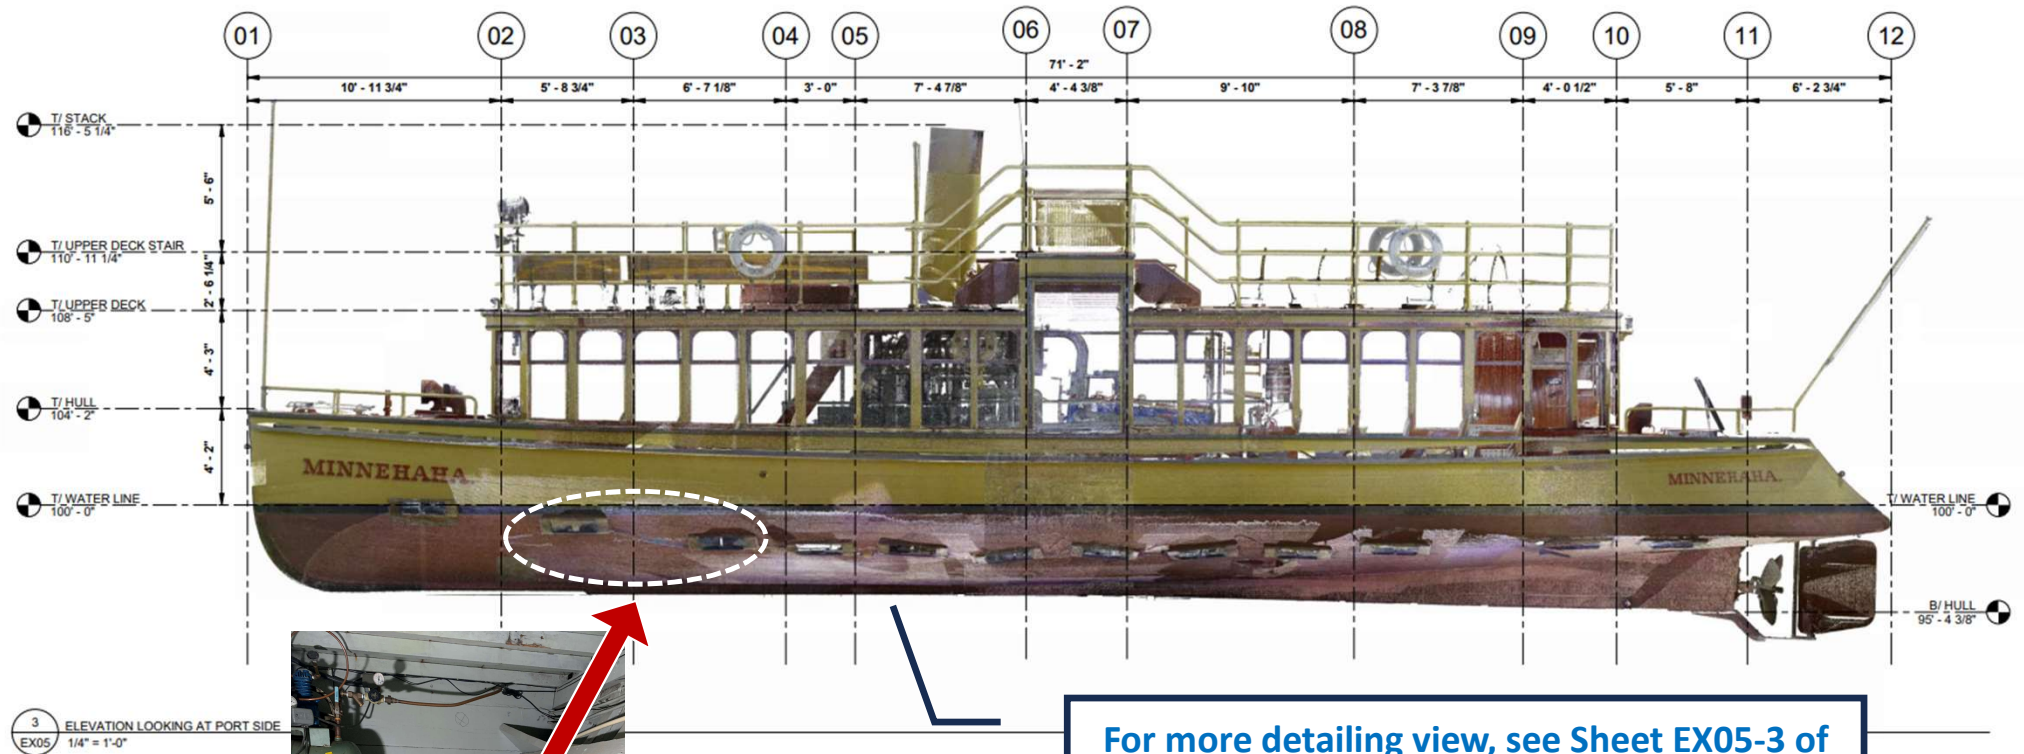 01 02 03 04 05 06 07 08 09 10 11 12
71' - 2"
10' - 11 3/4" 5' - 8 3/4" 6' - 7 1/8" 3' - 0" 7' - 4 7/8" 4' - 4 3/8" 9' - 10" 7' - 3 7/8" 4' - 0 1/2" 5' - 8" 6' - 2 3/4"
T/ STACK
116' - 5 1/4"
5' - 6"
T/ UPPER DECK STAIR
110' - 11 1/4"
2' - 6 1/4"
T/ UPPER DECK
108' - 5"
4' - 3"
T/ HULL
104' - 2"
4' - 2"
MINNEHAHA.
MINNEHAHA.
T/ WATER LINE
100' - 0"
T/ WATER LINE
100' - 0"
B/ HULL
95' - 4 3/8"
3
EX05
ELEVATION LOOKING AT PORT SIDE
1/4" = 1'-0"
For more detailing view, see Sheet EX05-3 of